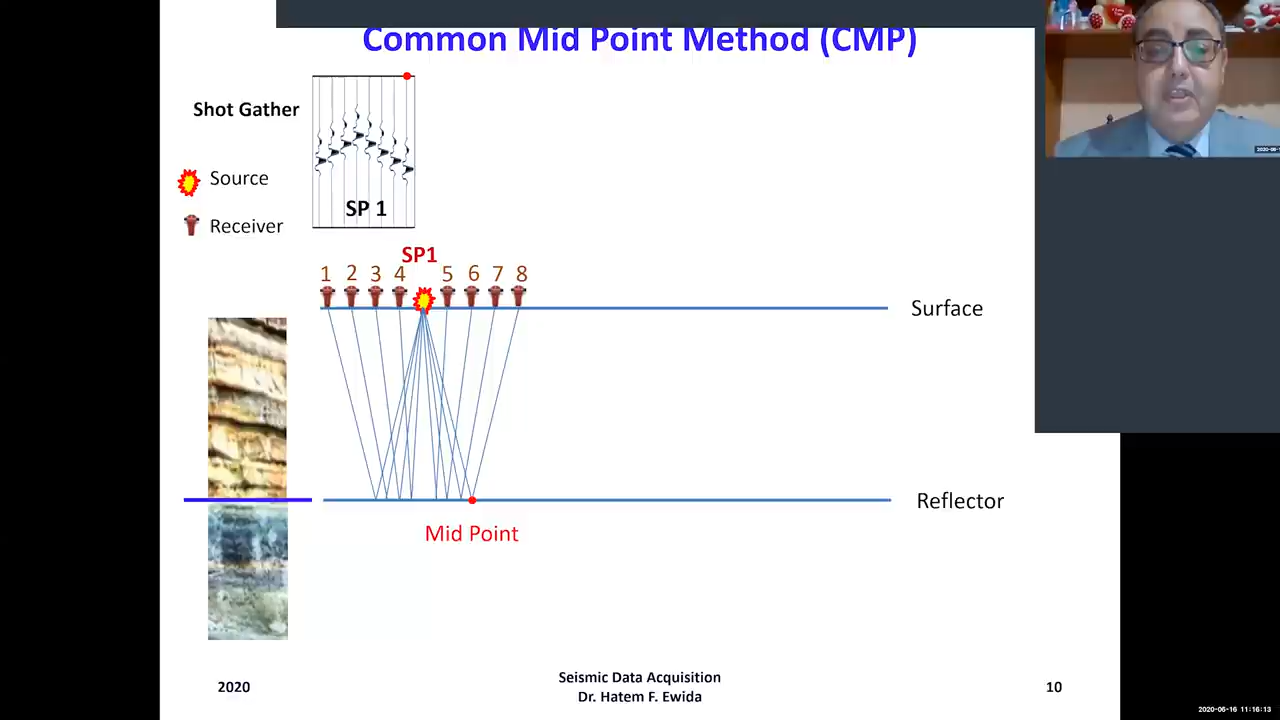 Common Mid Point Method (CMP)
Shot Gather
Source
SP 1
Receiver
SP1
1 2 3 4 5 6 7 8
Surface
Reflector
Mid Point
2020
Seismic Data Acquisition
Dr. Hatem F. Ewida
10
2020-06-16 11:16:13